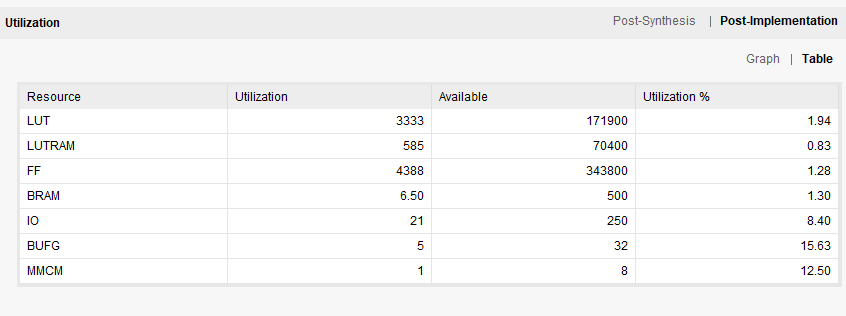 Utilization Post-Synthesis | Post-Implementation
Graph | Table
Resource Utilization Available Utilization %
LUT 3333 171900 1.94
LUTRAM 585 70400 0.83
FF 4388 343800 1.28
BRAM 6.50 500 1.30
IO 21 250 8.40
BUFG 5 32 15.63
MMCM 1 8 12.50